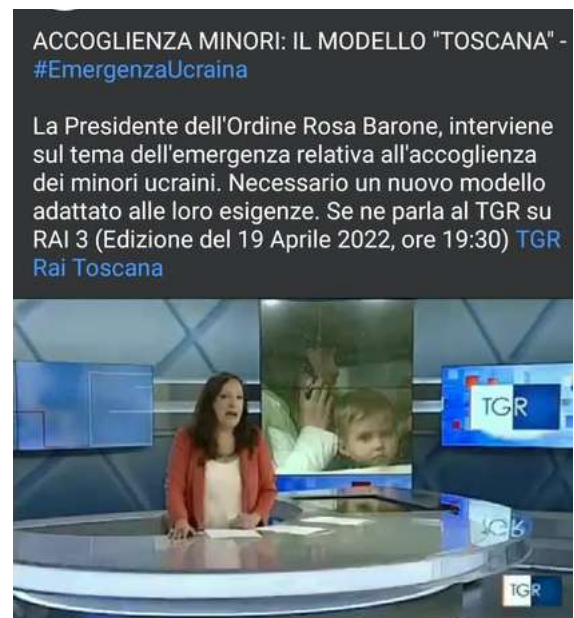 ACCOGLIENZA MINORI: IL MODELLO "TOSCANA" -
#EmergenzaUcraina
La Presidente dell'Ordine Rosa Barone, interviene
sul tema dell'emergenza relativa all'accoglienza
dei minori ucraini. Necessario un nuovo modello
adattato alle loro esigenze. Se ne parla al TGR su
RAI 3 (Edizione del 19 Aprile 2022, ore 19:30) TGR
Rai Toscana
TGR
TGR